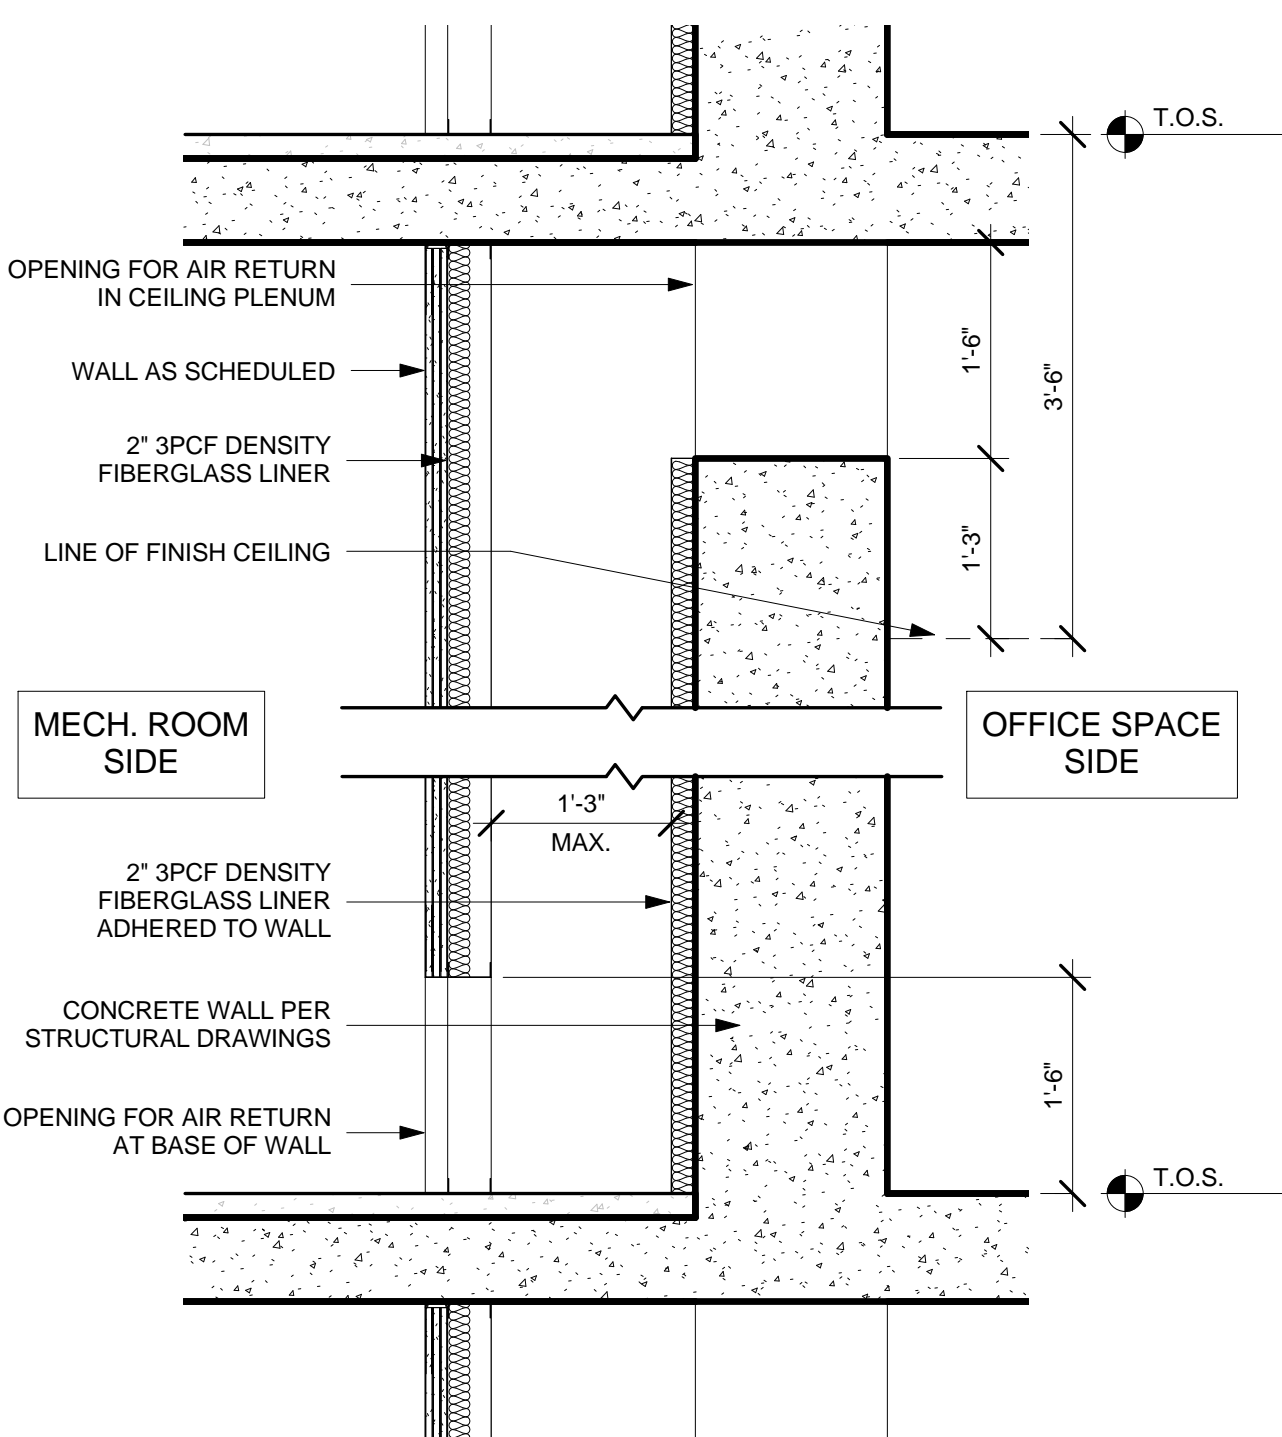 T.O.S.
OPENING FOR AIR RETURN
IN CEILING PLENUM
WALL AS SCHEDULED
1'-6"
3'-6"
2" 3PCF DENSITY
FIBERGLASS LINER
LINE OF FINISH CEILING
1'-3"
MECH. ROOM
SIDE
OFFICE SPACE
SIDE
1'-3"
MAX.
2" 3PCF DENSITY
FIBERGLASS LINER
ADHERED TO WALL
CONCRETE WALL PER
STRUCTURAL DRAWINGS
1'-6"
OPENING FOR AIR RETURN
AT BASE OF WALL
T.O.S.